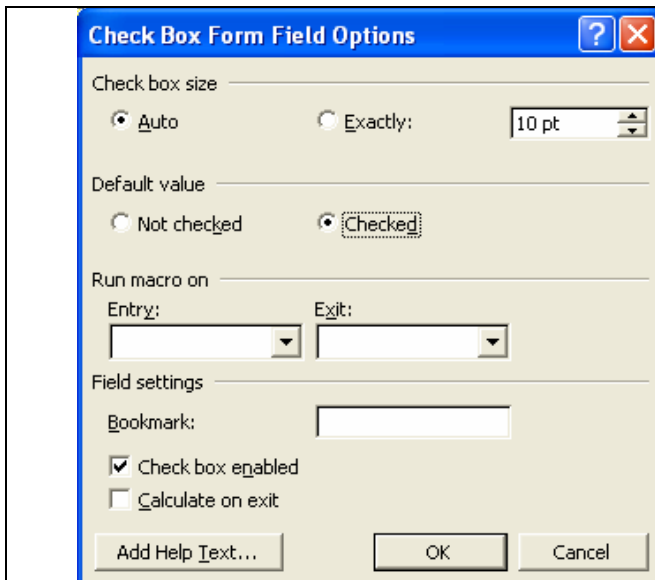 Check Box Form Field Options
Check box size
Auto Exactly: 10 pt
Default value
Not checked Checked
Run macro on
Entry: Exit:
Field settings
Bookmark:
Check box enabled
Calculate on exit
Add Help Text... OK Cancel